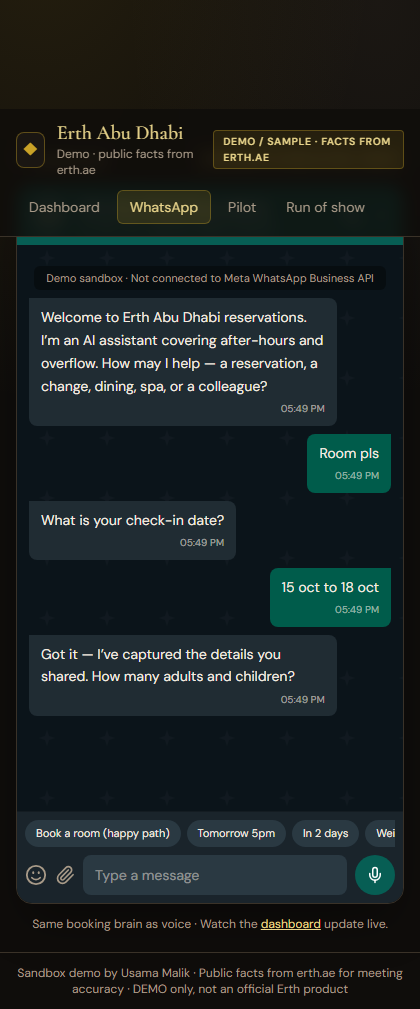 Erth Abu Dhabi
Demo · public facts from
erth.ae
DEMO / SAMPLE · FACTS FROM
ERTH.AE
Dashboard
WhatsApp
Pilot
Run of show
Demo sandbox · Not connected to Meta WhatsApp Business API
Welcome to Erth Abu Dhabi reservations.
I’m an AI assistant covering after-hours and
overflow. How may I help — a reservation, a
change, dining, spa, or a colleague?
05:49 PM
Room pls
05:49 PM
What is your check-in date?
05:49 PM
15 oct to 18 oct
05:49 PM
Got it — I’ve captured the details you
shared. How many adults and children?
05:49 PM
Book a room (happy path)
Tomorrow 5pm
In 2 days
Wei
Type a message
Same booking brain as voice · Watch the dashboard update live.
Sandbox demo by Usama Malik · Public facts from erth.ae for meeting
accuracy · DEMO only, not an official Erth product